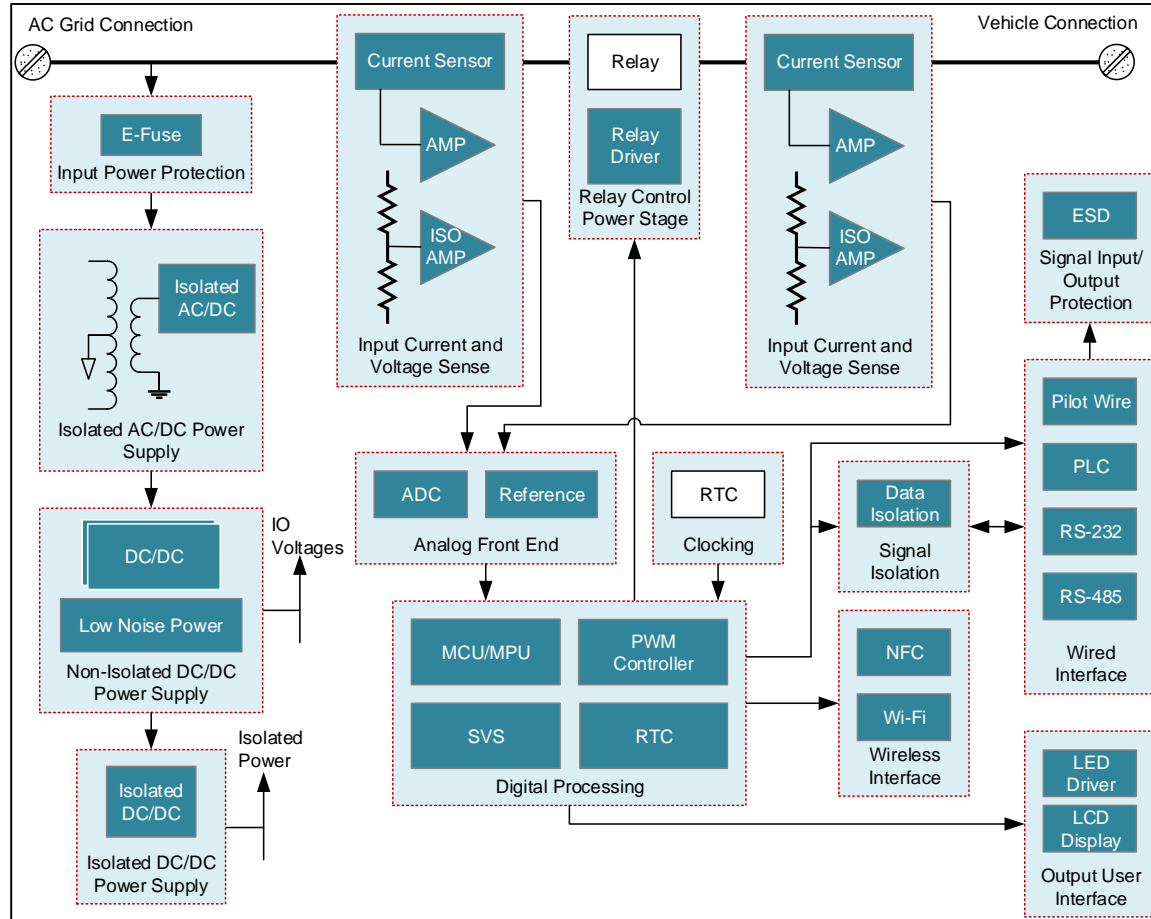 AC Grid Connection
Vehicle Connection
Current Sensor
AMP
ISO
AMP
Input Current and
Voltage Sense
Relay
Relay
Driver
Relay Control
Power Stage
Current Sensor
AMP
ISO
AMP
Input Current and
Voltage Sense
E-Fuse
Input Power Protection
Isolated
AC/DC
Isolated AC/DC Power
Supply
DC/DC
Low Noise Power
Non-Isolated DC/DC
Power Supply
IO
Voltages
Isolated
DC/DC
Isolated DC/DC
Power Supply
Isolated
Power
ADC
Reference
Analog Front End
RTC
Clocking
MCU/MPU
PWM
Controller
SVS
RTC
Digital Processing
Data
Isolation
Signal
Isolation
NFC
Wi-Fi
Wireless
Interface
ESD
Signal Input/
Output
Protection
Pilot Wire
PLC
RS-232
RS-485
Wired
Interface
LED
Driver
LCD
Display
Output User
Interface